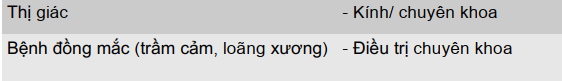 Thị giác - Kính/ chuyên khoa
Bệnh đồng mắc (trầm cảm, loãng xương) - Điều trị chuyên khoa